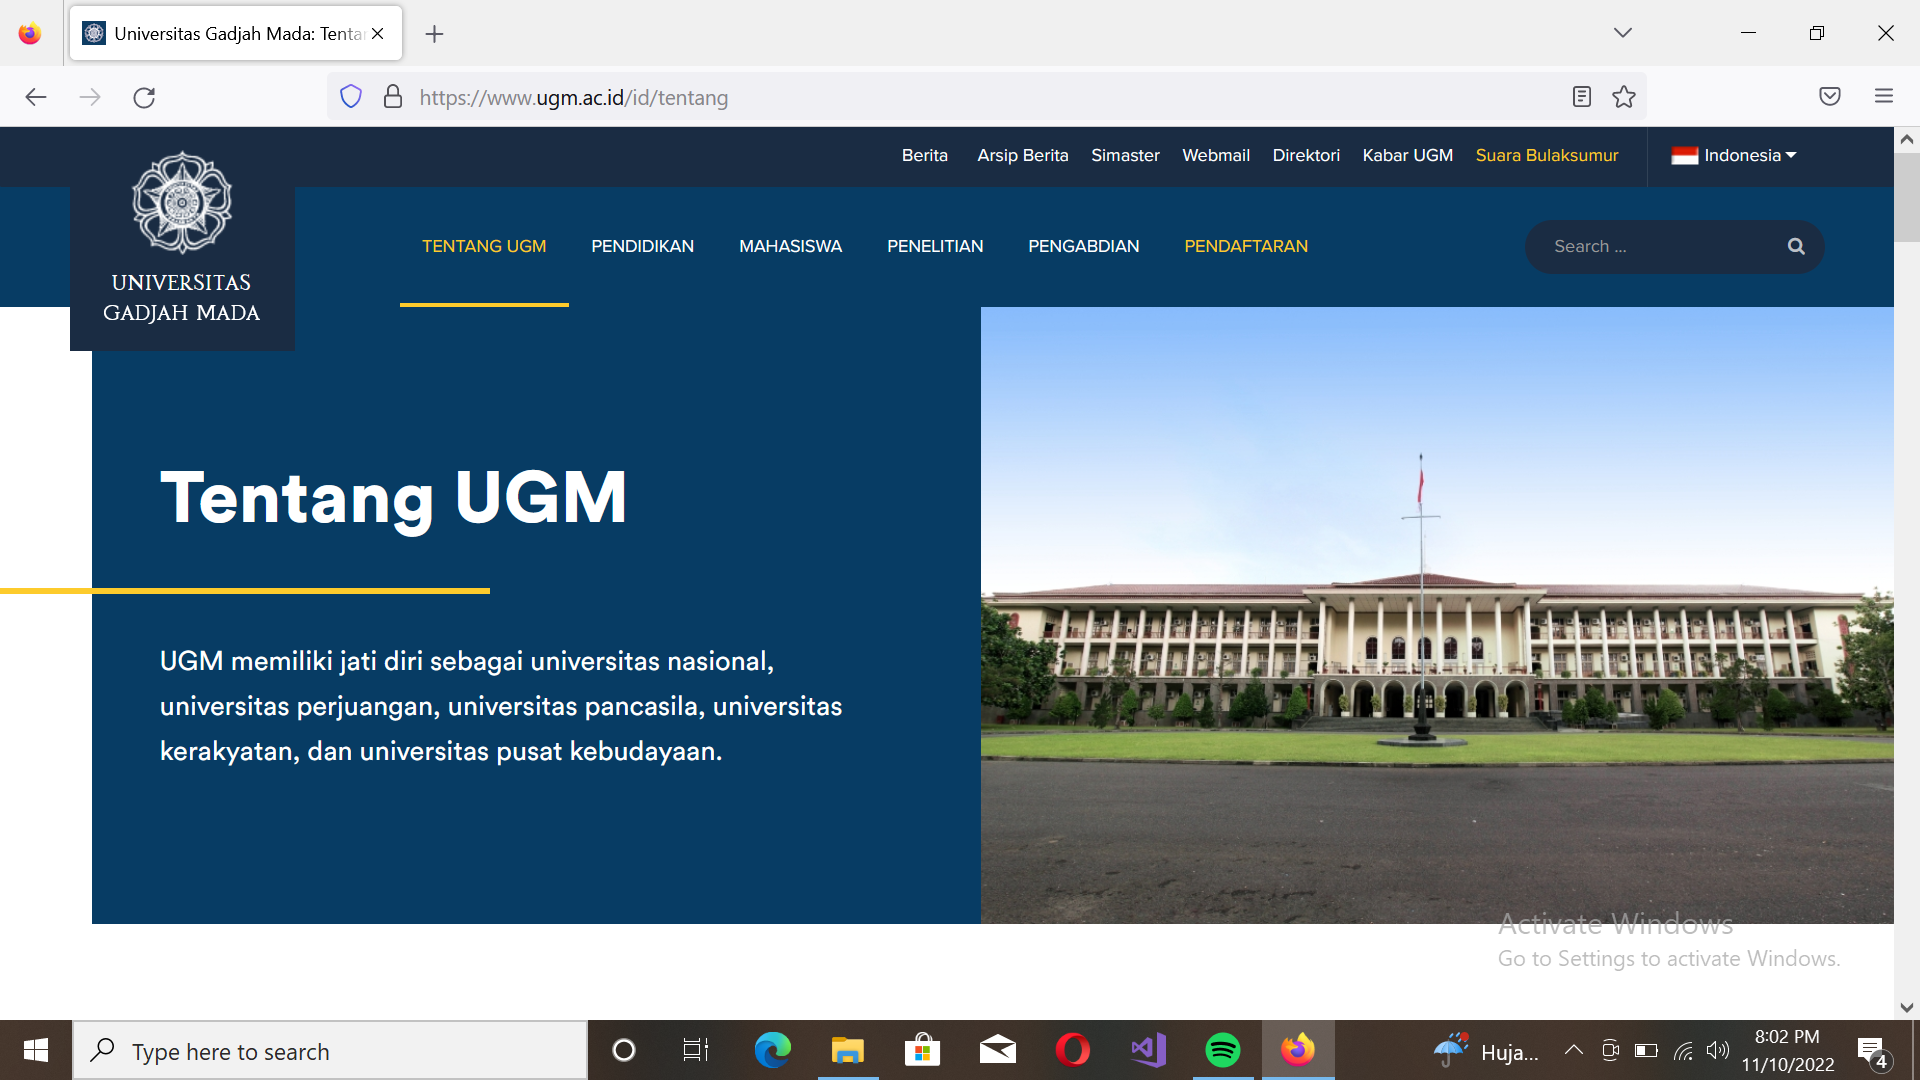 Universitas Gadjah Mada: Tenta
https://www.ugm.ac.id/id/tentang
Berita Arsip Berita Simaster Webmail Direktori Kabar UGM Suara Bulaksumur Indonesia
UNIVERSITAS
GADJAH MADA
TENTANG UGM PENDIDIKAN MAHASISWA PENELITIAN PENGABDIAN PENDAFTARAN Search ...
Tentang UGM
UGM memiliki jati diri sebagai universitas nasional,
universitas perjuangan, universitas pancasila, universitas
kerakyatan, dan universitas pusat kebudayaan.
Activate Windows
Go to Settings to activate Windows.
Type here to search
Huja...
8:02 PM
11/10/2022
4